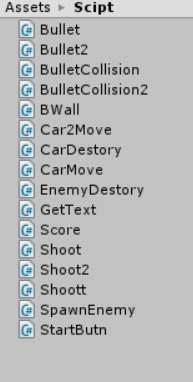 Assets ▸ Scipt
Bullet
Bullet2
BulletCollision
BulletCollision2
BWall
Car2Move
CarDestory
CarMove
EnemyDestory
GetText
Score
Shoot
Shoot2
Shoott
SpawnEnemy
StartButn